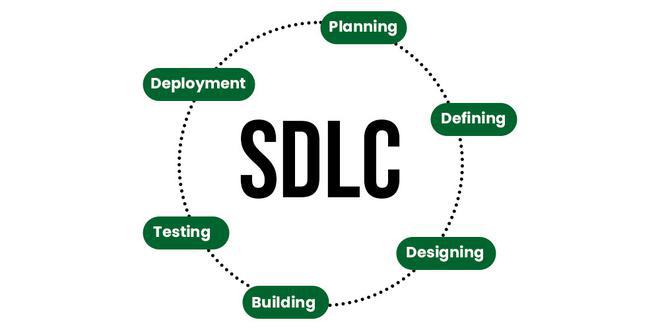 Planning
Deployment
Defining
SDLC
Testing
Designing
Building